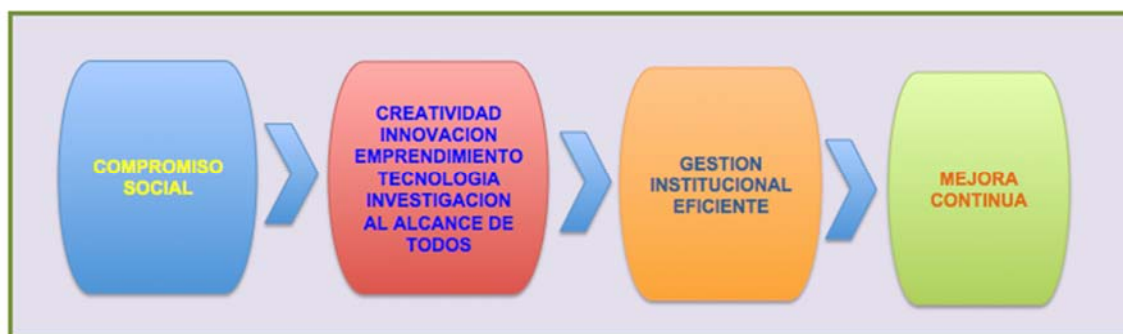 COMPROMISO
SOCIAL
CREATIVIDAD
INNOVACION
EMPRENDIMIENTO
TECNOLOGIA
INVESTIGACION
AL ALCANCE DE
TODOS
GESTION
INSTITUCIONAL
EFICIENTE
MEJORA
CONTINUA